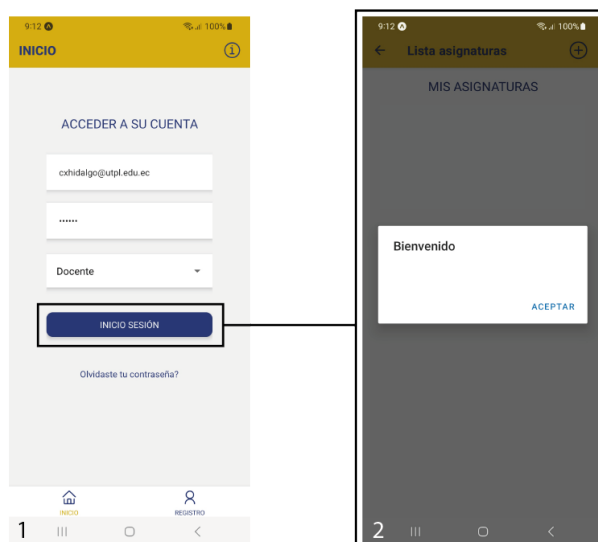 9:12
100%
INICIO
ACCEDER A SU CUENTA
cxhidalgo@utpl.edu.ec
······
Docente
INICIO SESIÓN
Olvidaste tu contraseña?
INICIO
REGISTRO
1
9:12
100%
Lista asignaturas
MIS ASIGNATURAS
Bienvenido
ACEPTAR
2